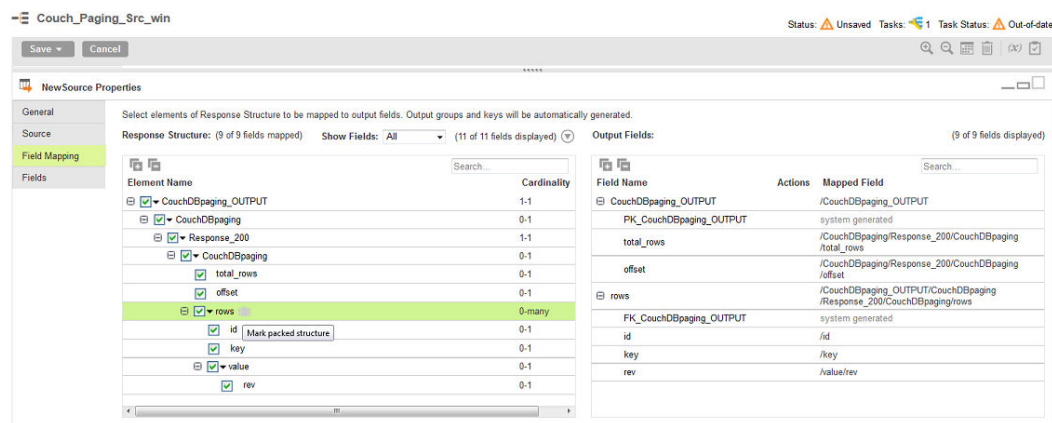 Couch_Paging_Src_win
Status: Unsaved Tasks: 1 Task Status: Out-of-date
Save Cancel
(x)
NewSource Properties
General
Source
Field Mapping
Fields
Select elements of Response Structure to be mapped to output fields. Output groups and keys will be automatically generated.
Response Structure: (9 of 9 fields mapped) Show Fields: All (11 of 11 fields displayed)
Search...
Element Name Cardinality
CouchDBpaging_OUTPUT 1-1
CouchDBpaging 0-1
Response_200 1-1
CouchDBpaging 0-1
total_rows 0-1
offset 0-1
rows 0-many
id 0-1
Mark packed structure
key 0-1
value 0-1
rev 0-1
Output Fields: (9 of 9 fields displayed)
Search...
Field Name Actions Mapped Field
CouchDBpaging_OUTPUT /CouchDBpaging_OUTPUT
PK_CouchDBpaging_OUTPUT system generated
total_rows /CouchDBpaging/Response_200/CouchDBpaging
/total_rows
offset /CouchDBpaging/Response_200/CouchDBpaging
/offset
rows /CouchDBpaging_OUTPUT/CouchDBpaging
/Response_200/CouchDBpaging/rows
FK_CouchDBpaging_OUTPUT system generated
id /id
key /key
rev /value/rev